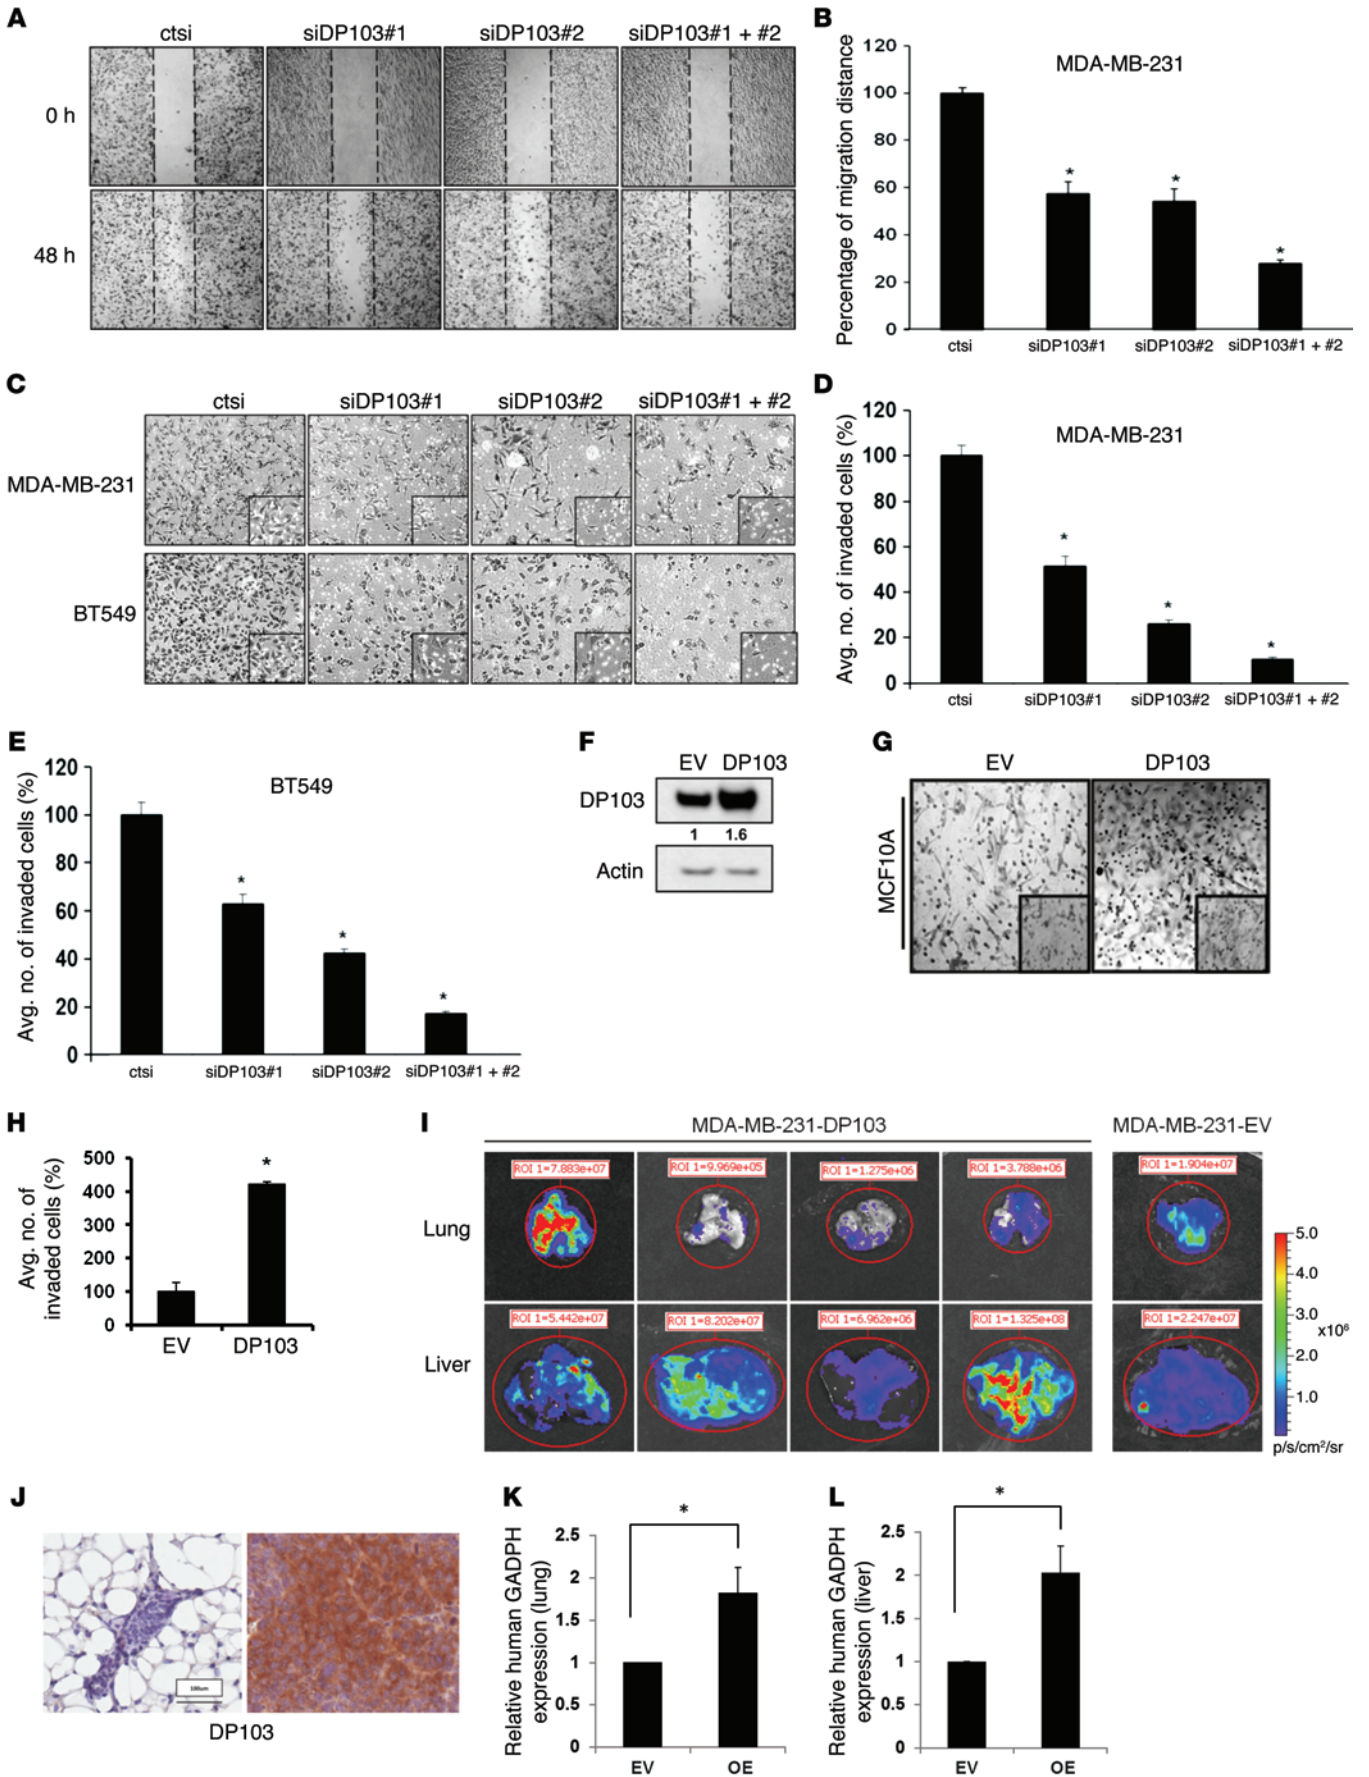 A
ctsi siDP103#1 siDP103#2 siDP103#1 + #2
0 h
48 h
B
MDA-MB-231
Percentage of migration distance
120
100
80
60
40
20
0
* * *
ctsi siDP103#1 siDP103#2 siDP103#1 + #2
C
ctsi siDP103#1 siDP103#2 siDP103#1 + #2
MDA-MB-231
BT549
D
MDA-MB-231
Avg. no. of invaded cells (%)
120
100
80
60
40
20
0
* * *
ctsi siDP103#1 siDP103#2 siDP103#1 + #2
E
BT549
Avg. no. of invaded cells (%)
120
100
80
60
40
20
0
* * *
ctsi siDP103#1 siDP103#2 siDP103#1 + #2
F
EV DP103
DP103
1 1.6
Actin
G
EV DP103
MCF10A
H
Avg. no. of
invaded cells (%)
500
400
300
200
100
0
*
EV DP103
I
MDA-MB-231-DP103 MDA-MB-231-EV
Lung
ROI 1=7.883e+07 ROI 1=9.969e+05 ROI 1=1.275e+06 ROI 1=3.788e+06 ROI 1=1.904e+07
Liver
ROI 1=5.442e+07 ROI 1=8.202e+07 ROI 1=6.962e+06 ROI 1=1.325e+08 ROI 1=2.247e+07
5.0
4.0
3.0
x10⁶
2.0
1.0
p/s/cm²/sr
J
100um
DP103
K
Relative human GADPH
expression (lung)
2.5
2
1.5
1
0.5
0
*
EV OE
L
Relative human GADPH
expression (liver)
2.5
2
1.5
1
0.5
0
*
EV OE